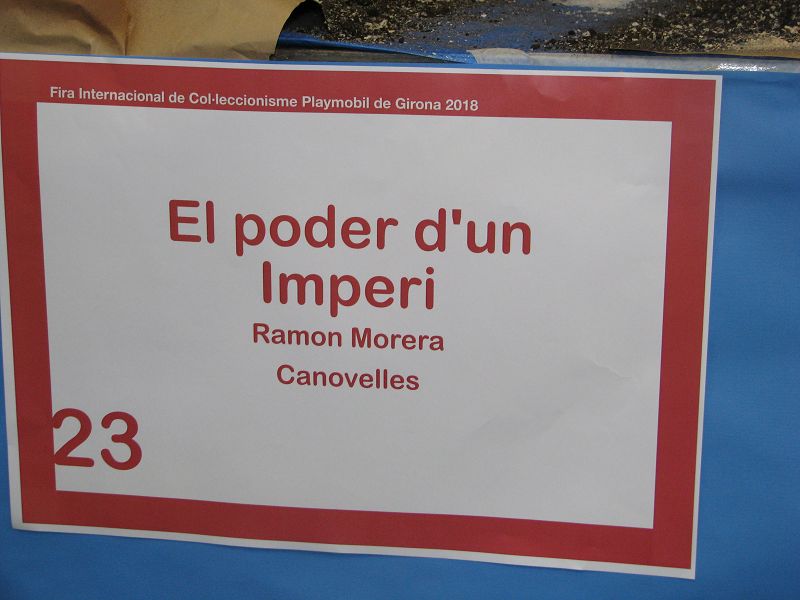 Fira Internacional de Col·leccionisme Playmobil de Girona 2018
El poder d'un
Imperi
Ramon Morera
Canovelles
23